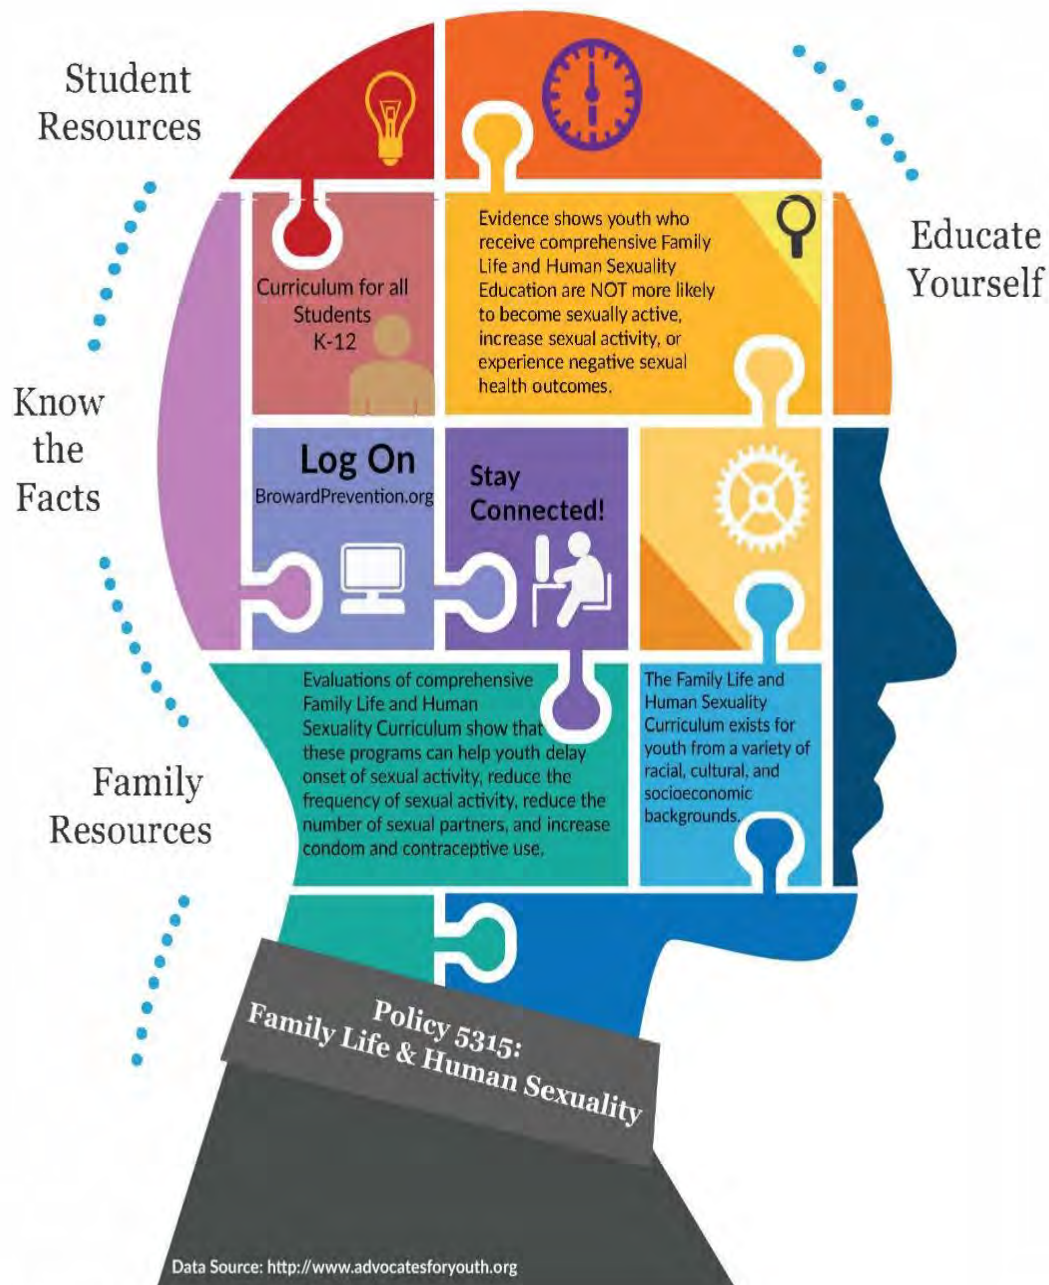 Student
Resources
Educate
Yourself
Know
the
Facts
Family
Resources
Curriculum for all
Students
K-12
Evidence shows youth who
receive comprehensive Family
Life and Human Sexuality
Education are NOT more likely
to become sexually active,
increase sexual activity, or
experience negative sexual
health outcomes.
Log On
BrowardPrevention.org
Stay
Connected!
Evaluations of comprehensive
Family Life and Human
Sexuality Curriculum show that
these programs can help youth delay
onset of sexual activity, reduce the
frequency of sexual activity, reduce the
number of sexual partners, and increase
condom and contraceptive use.
The Family Life and
Human Sexuality
Curriculum exists for
youth from a variety of
racial, cultural, and
socioeconomic
backgrounds.
Policy 5315:
Family Life & Human Sexuality
Data Source: http://www.advocatesforyouth.org